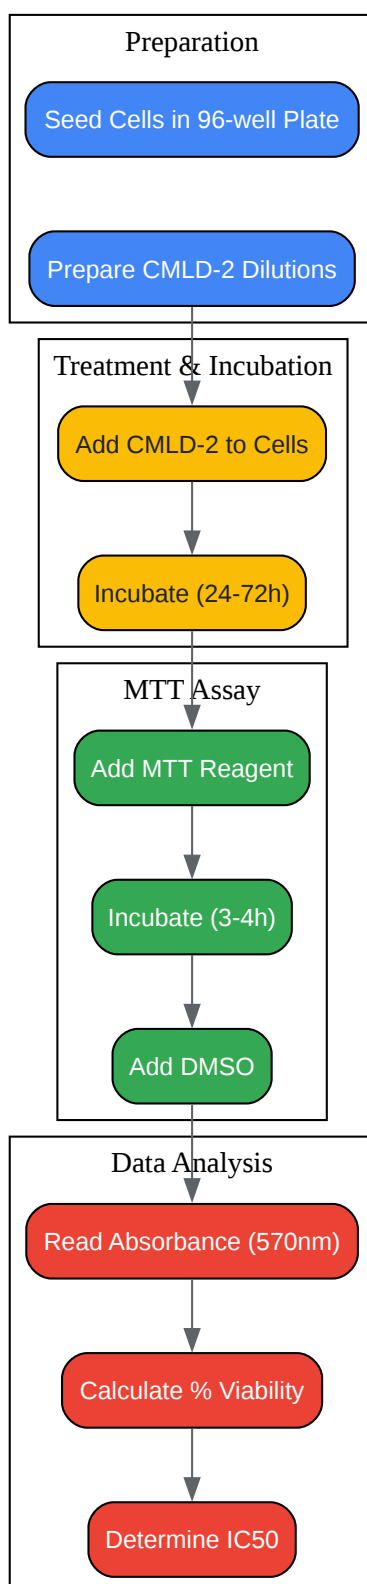 Preparation
Seed Cells in 96-well Plate
Prepare CMLD-2 Dilutions
Treatment & Incubation
Add CMLD-2 to Cells
Incubate (24-72h)
MTT Assay
Add MTT Reagent
Incubate (3-4h)
Add DMSO
Data Analysis
Read Absorbance (570nm)
Calculate % Viability
Determine IC50